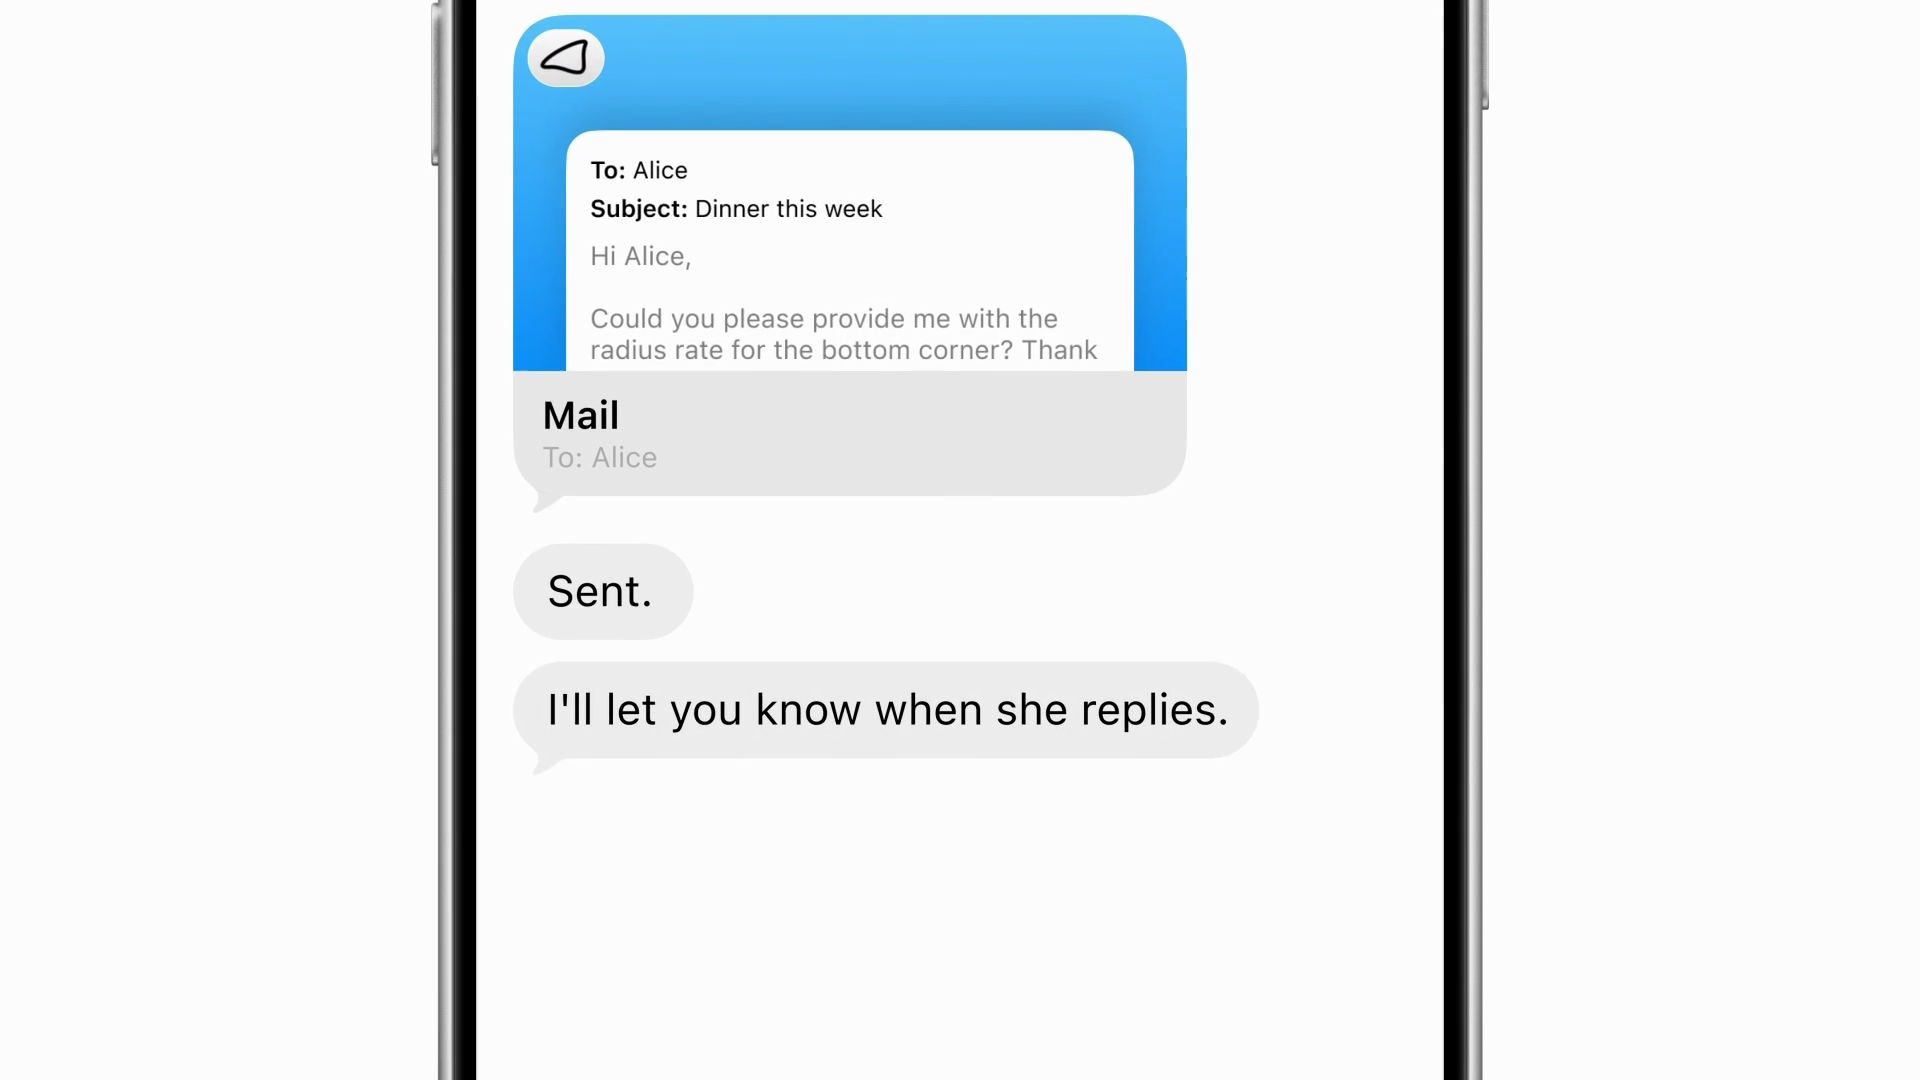 To: Alice
Subject: Dinner this week
Hi Alice,
Could you please provide me with the
radius rate for the bottom corner? Thank
Mail
To: Alice
Sent.
I'll let you know when she replies.